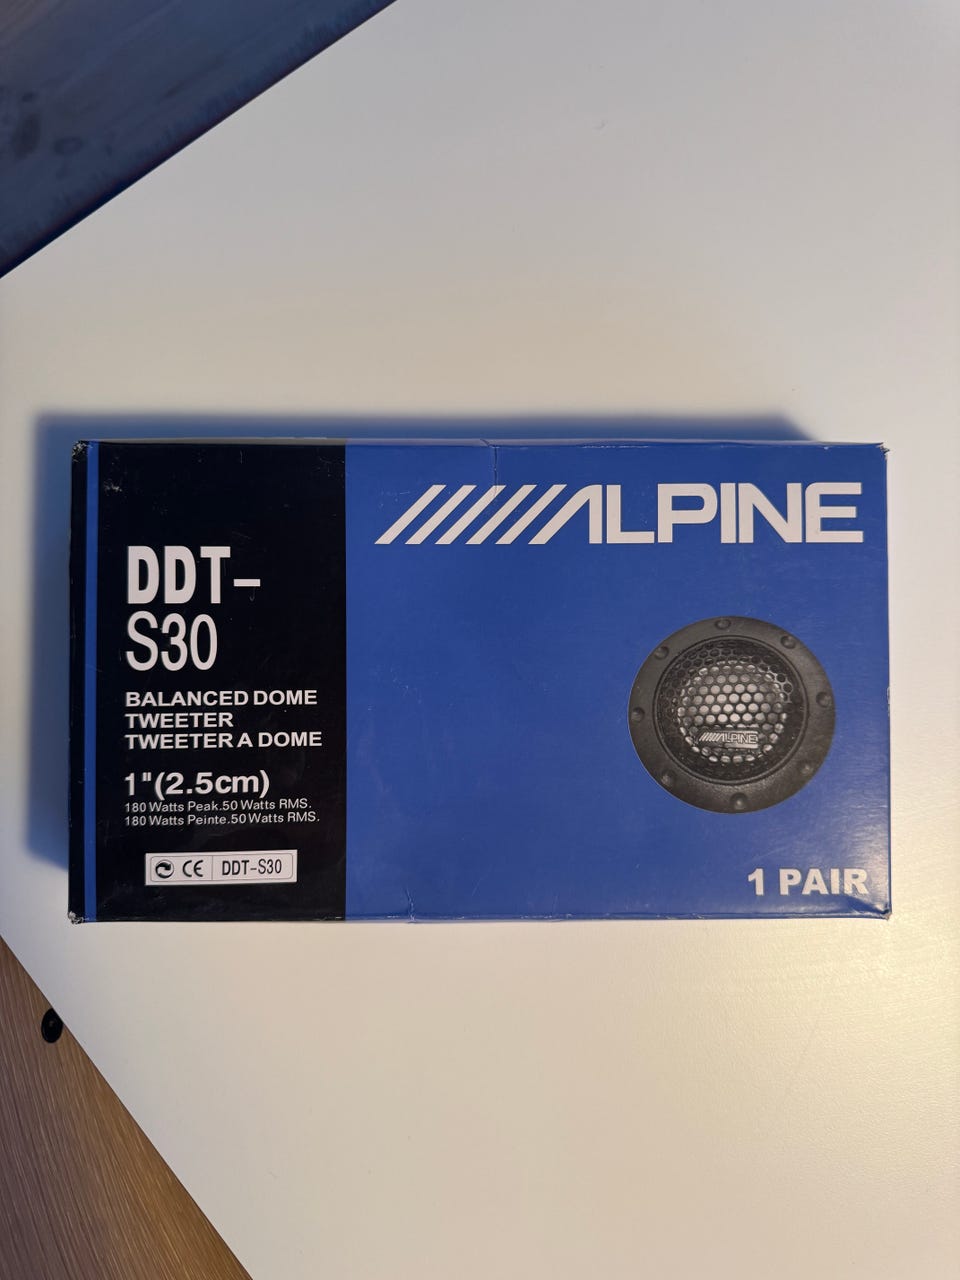 DDT-
S30
BALANCED DOME
TWEETER
TWEETER A DOME
1"(2.5cm)
180 Watts Peak.50 Watts RMS.
180 Watts Peinte.50 Watts RMS.
CE DDT-S30
ALPINE
ALPINE
1 PAIR